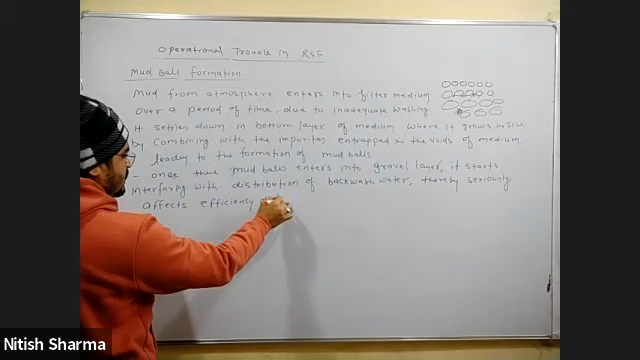 Operational Trouble in RSF
Mud Ball formation
Mud from atmosphere enters into filter medium
over a period of time, due to inadequate washing
it settles down in bottom layer of medium where it grows in size
by combining with the impurities entrapped in the voids of medium
leading to the formation of mud balls
- once these mud balls enters into gravel layer, it starts
interfaring with distribution of backwash water, thereby seriously
affects efficiency
Nitish Sharma